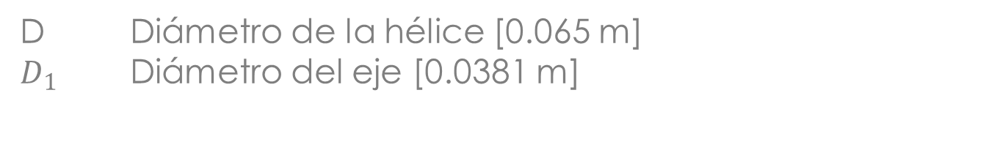 D Diámetro de la hélice [0.065 m]
𝐷₁ Diámetro del eje [0.0381 m]